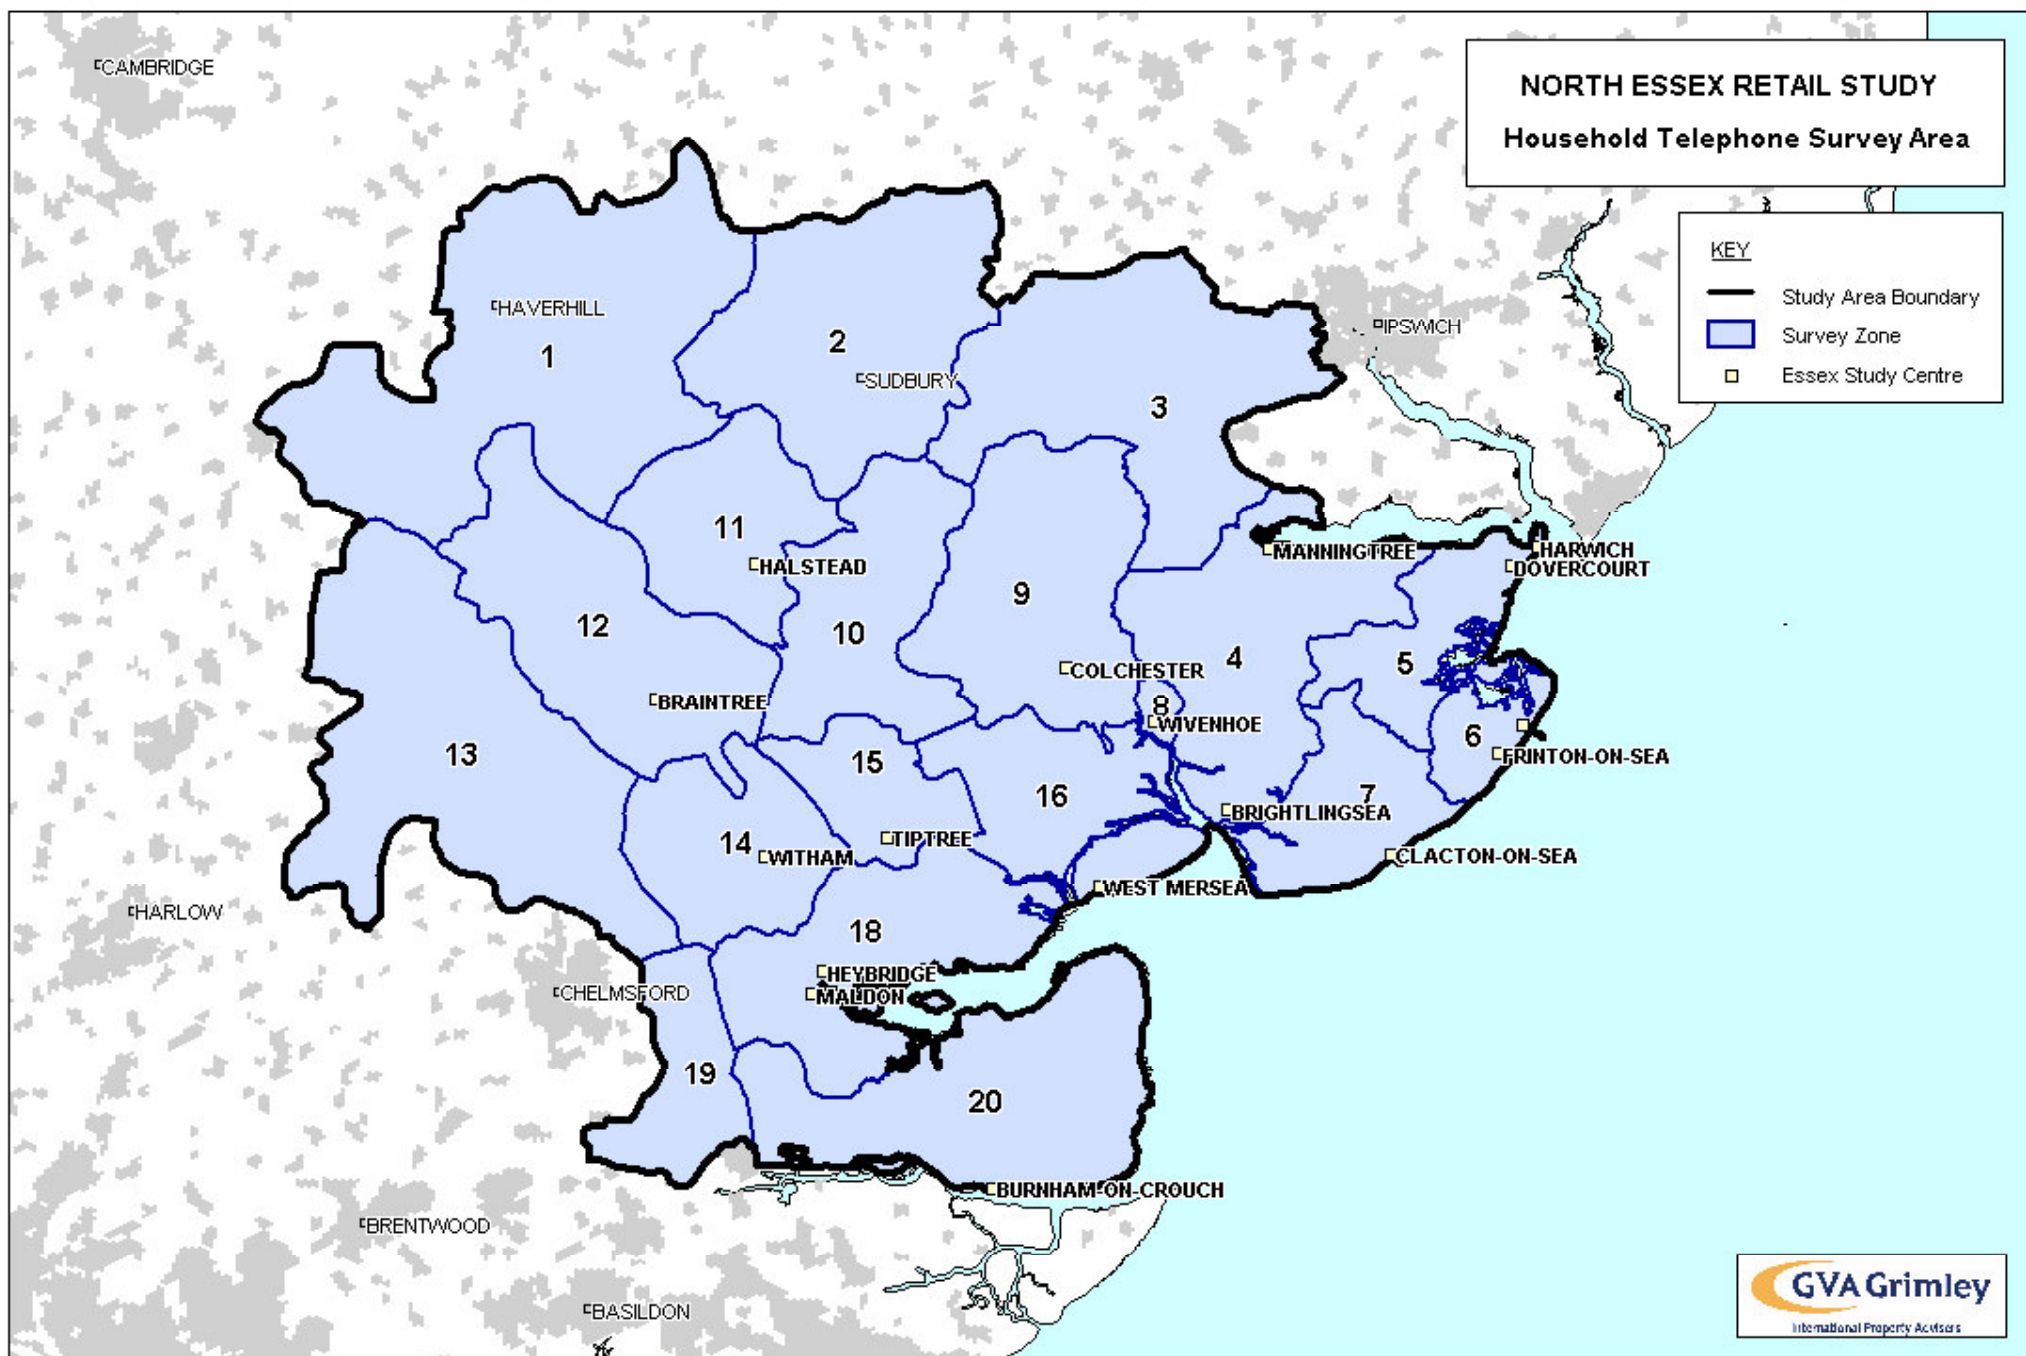 CAMBRIDGE
NORTH ESSEX RETAIL STUDY
Household Telephone Survey Area
KEY
Study Area Boundary
Survey Zone
Essex Study Centre
HAVERHILL
IPSWICH
1
2
SUDBURY
3
11
HALSTEAD
MANNINGTREE
HARWICH
DOVERCOURT
9
12
10
4
5
COLCHESTER
BRAINTREE
8
WIVENHOE
6
FRINTON-ON-SEA
13
15
16
7
BRIGHTLINGSEA
14
WITHAM
TIPTREE
CLACTON-ON-SEA
WEST MERSEA
HARLOW
18
HEYBRIDGE
CHELMSFORD
MALDON
19
20
BURNHAM-ON-CROUCH
BRENTWOOD
BASILDON
GVA Grimley
International Property Advisers